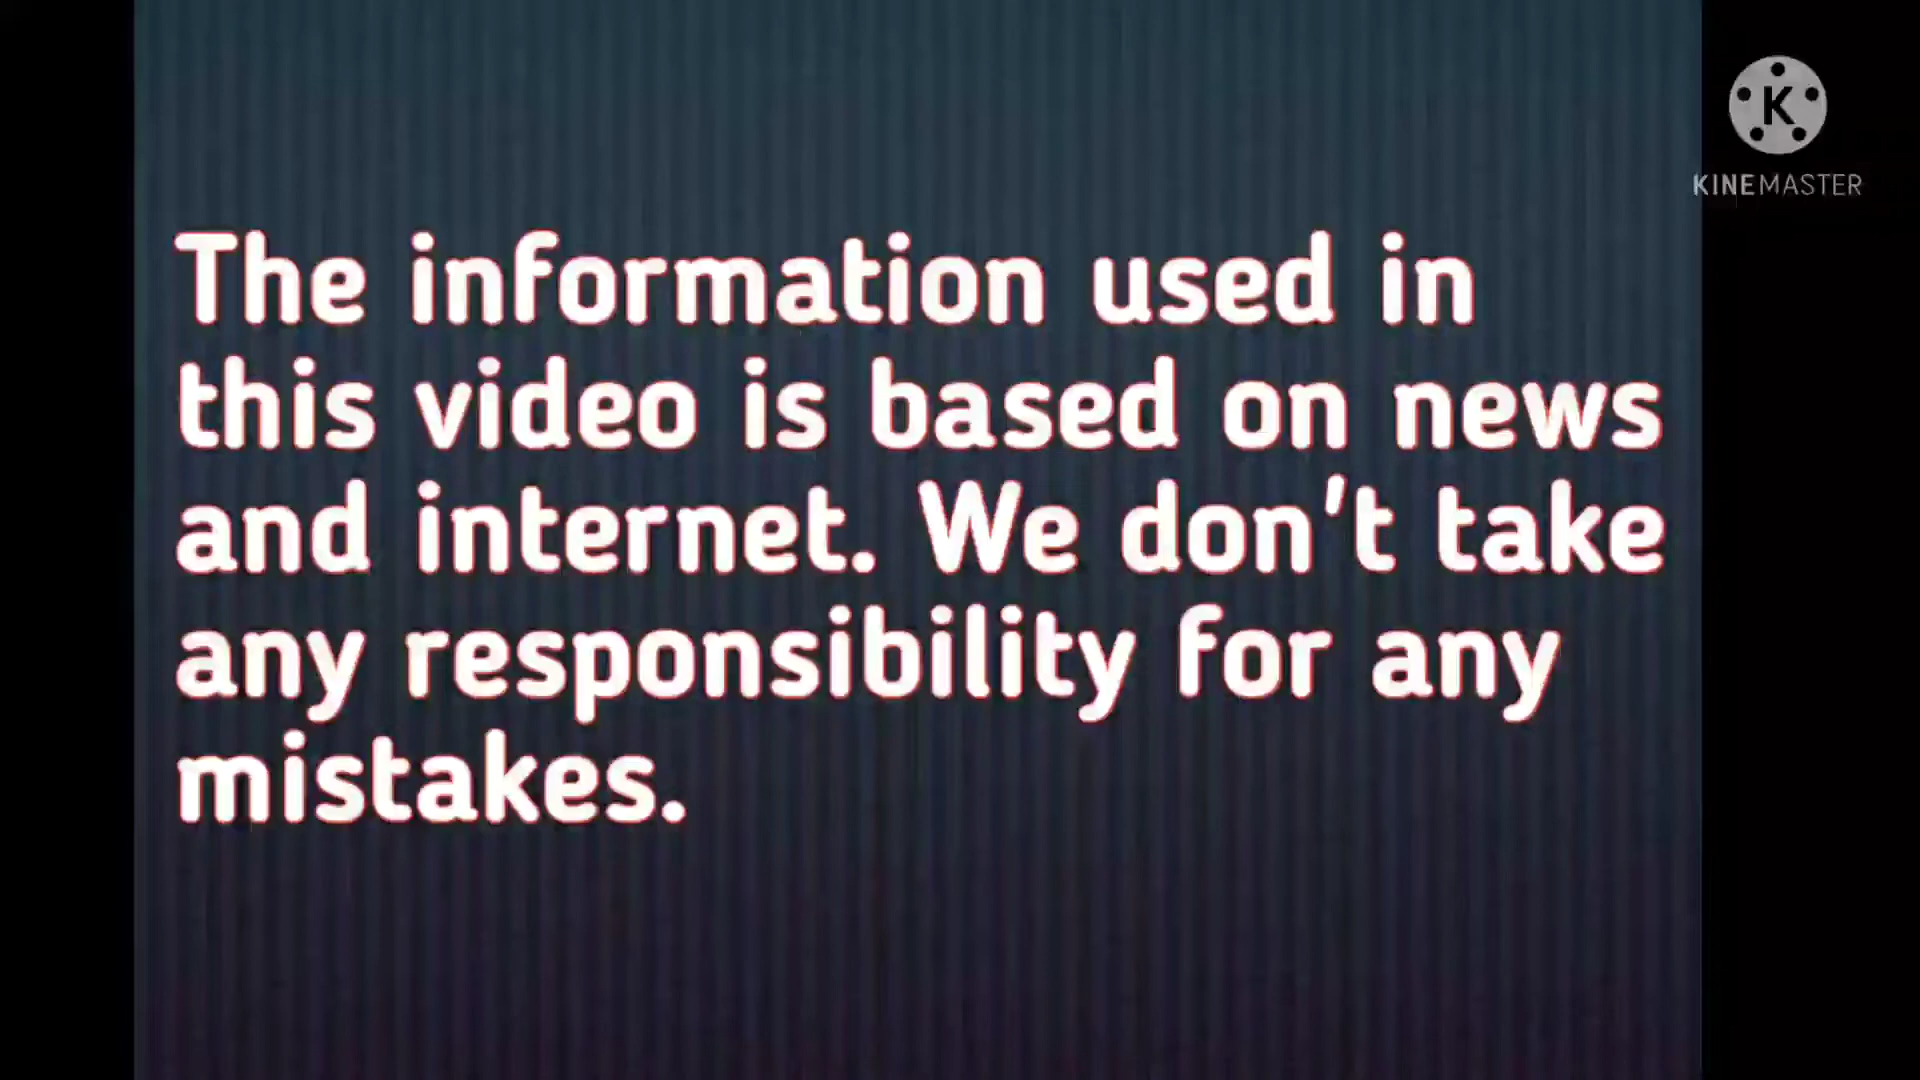 K
KINEMASTER
The information used in
this video is based on news
and internet. We don't take
any responsibility for any
mistakes.